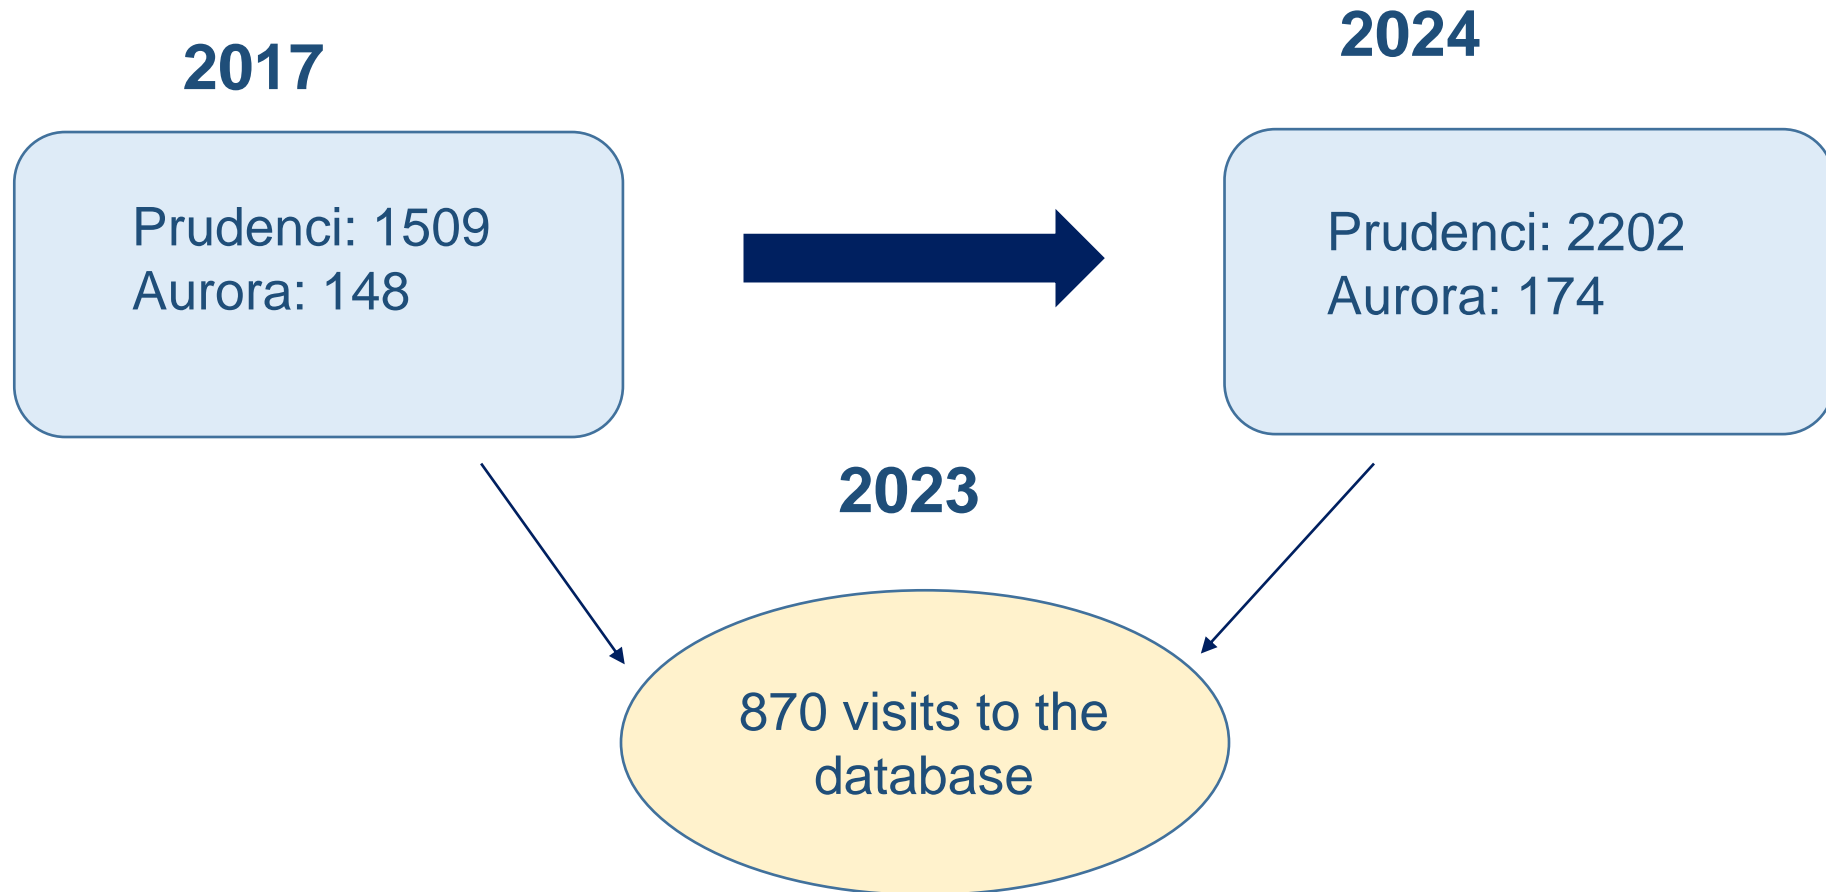 2017
Prudenci: 1509
Aurora: 148
2024
Prudenci: 2202
Aurora: 174
2023
870 visits to the
database